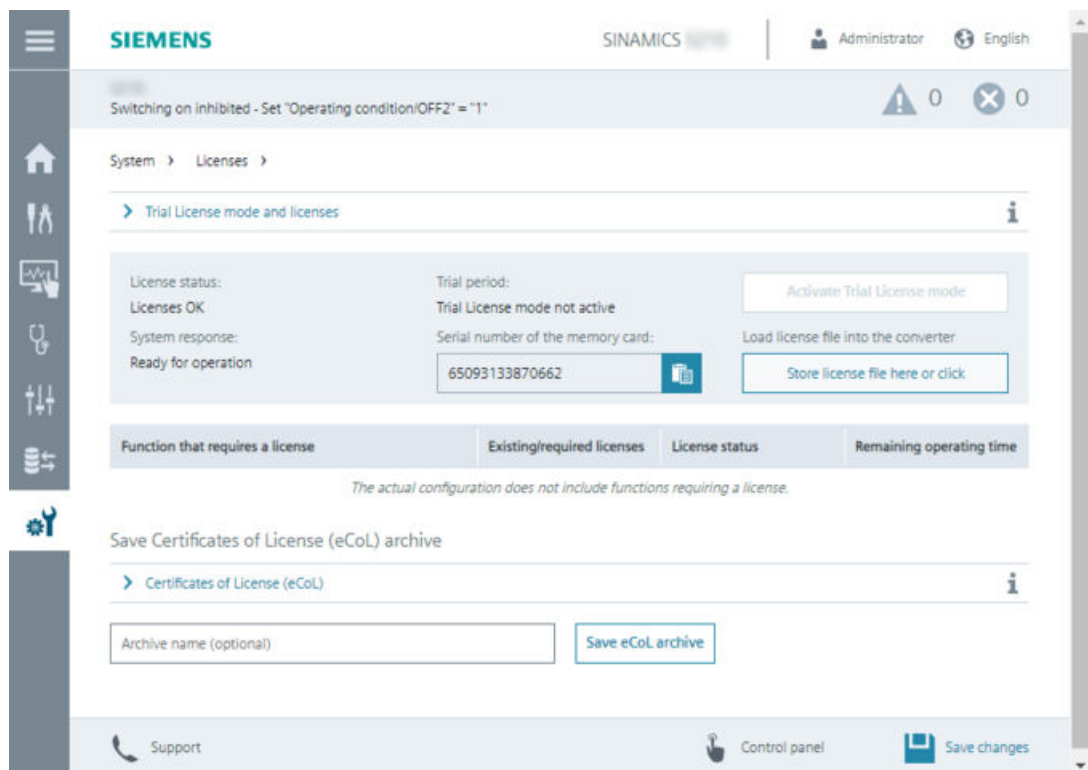 SIEMENS
SINAMICS
Administrator
English
Switching on inhibited - Set "Operating condition/OFF2" = "1"
0
0
System > Licenses >
Trial License mode and licenses
License status:
Trial period:
Activate Trial License mode
Licenses OK
Trial License mode not active
System response:
Serial number of the memory card:
Load license file into the converter
Ready for operation
65093133870662
Store license file here or click
Function that requires a license
Existing/required licenses
License status
Remaining operating time
The actual configuration does not include functions requiring a license.
Save Certificates of License (eCoL) archive
Certificates of License (eCoL)
Archive name (optional)
Save eCoL archive
Support
Control panel
Save changes